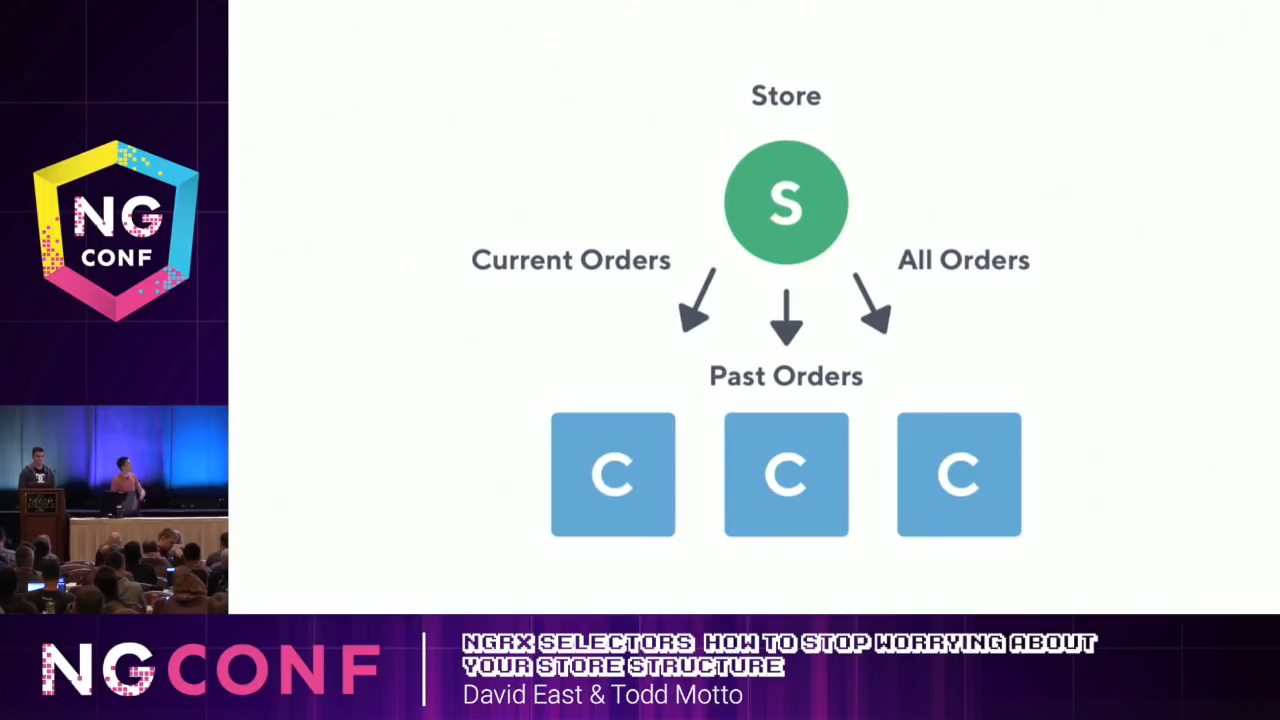 NG
CONF
Store
S
Current Orders
All Orders
Past Orders
C C C
NG CONF
NGRX SELECTORS HOW TO STOP WORRYING ABOUT
YOUR STORE STRUCTURE
David East & Todd Motto